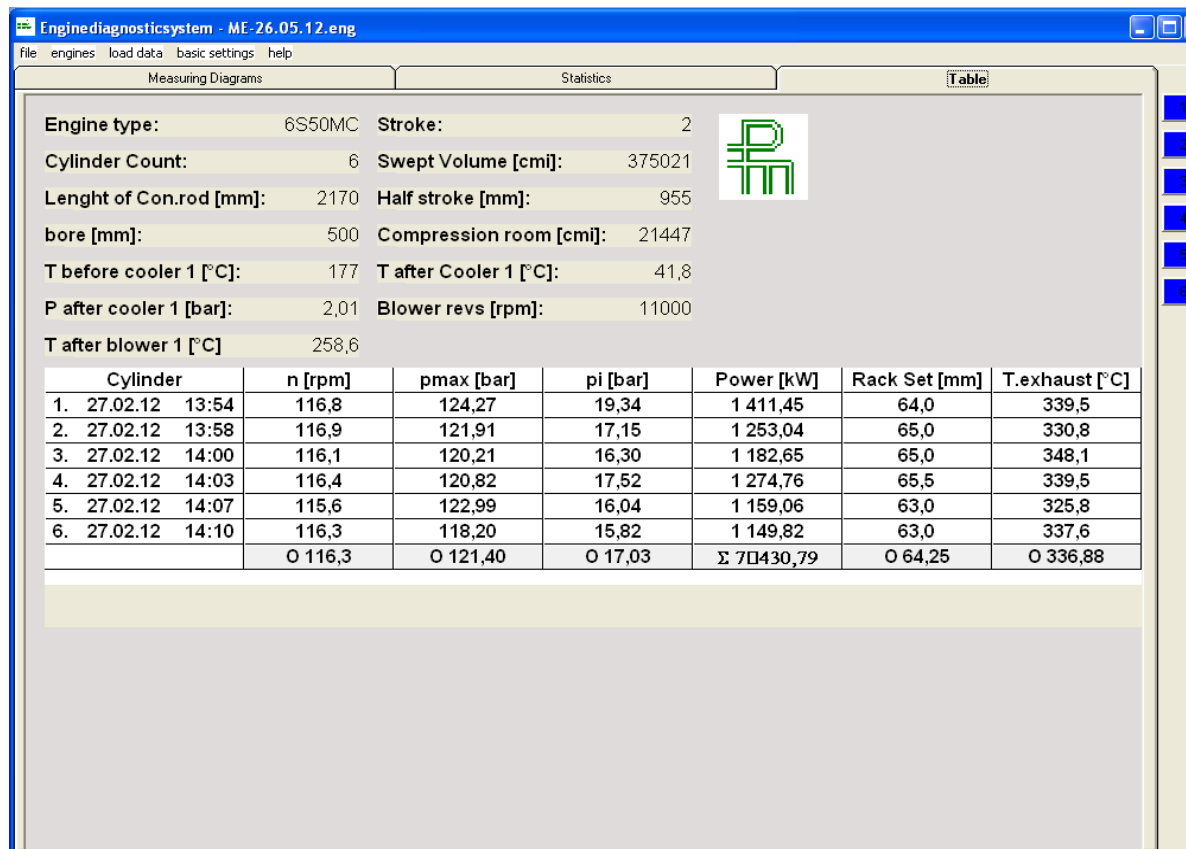 Enginediagnosticsystem - ME-26.05.12.eng
file engines load data basic settings help
Measuring Diagrams Statistics Table
Engine type: 6S50MC Stroke: 2
Cylinder Count: 6 Swept Volume [cmi]: 375021
Lenght of Con.rod [mm]: 2170 Half stroke [mm]: 955
bore [mm]: 500 Compression room [cmi]: 21447
T before cooler 1 [°C]: 177 T after Cooler 1 [°C]: 41,8
P after cooler 1 [bar]: 2,01 Blower revs [rpm]: 11000
T after blower 1 [°C] 258,6
Cylinder n [rpm] pmax [bar] pi [bar] Power [kW] Rack Set [mm] T.exhaust [°C]
1. 27.02.12 13:54 116,8 124,27 19,34 1 411,45 64,0 339,5
2. 27.02.12 13:58 116,9 121,91 17,15 1 253,04 65,0 330,8
3. 27.02.12 14:00 116,1 120,21 16,30 1 182,65 65,0 348,1
4. 27.02.12 14:03 116,4 120,82 17,52 1 274,76 65,5 339,5
5. 27.02.12 14:07 115,6 122,99 16,04 1 159,06 63,0 325,8
6. 27.02.12 14:10 116,3 118,20 15,82 1 149,82 63,0 337,6
O 116,3 O 121,40 O 17,03 Σ 7□430,79 O 64,25 O 336,88